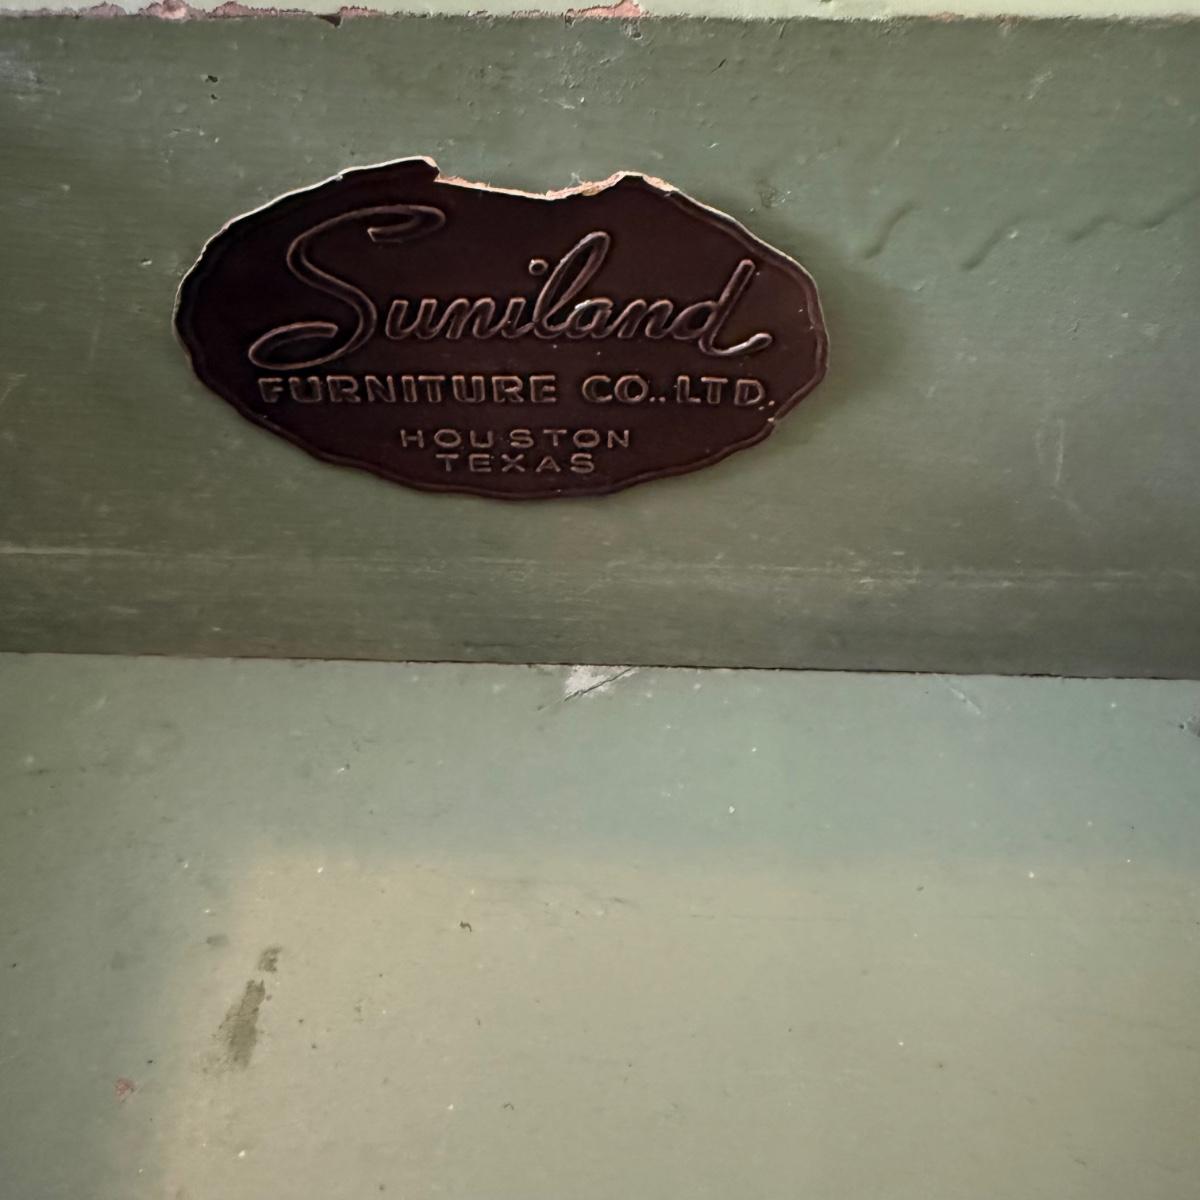 Suniland
FURNITURE CO.. LTD.
HOUSTON
TEXAS